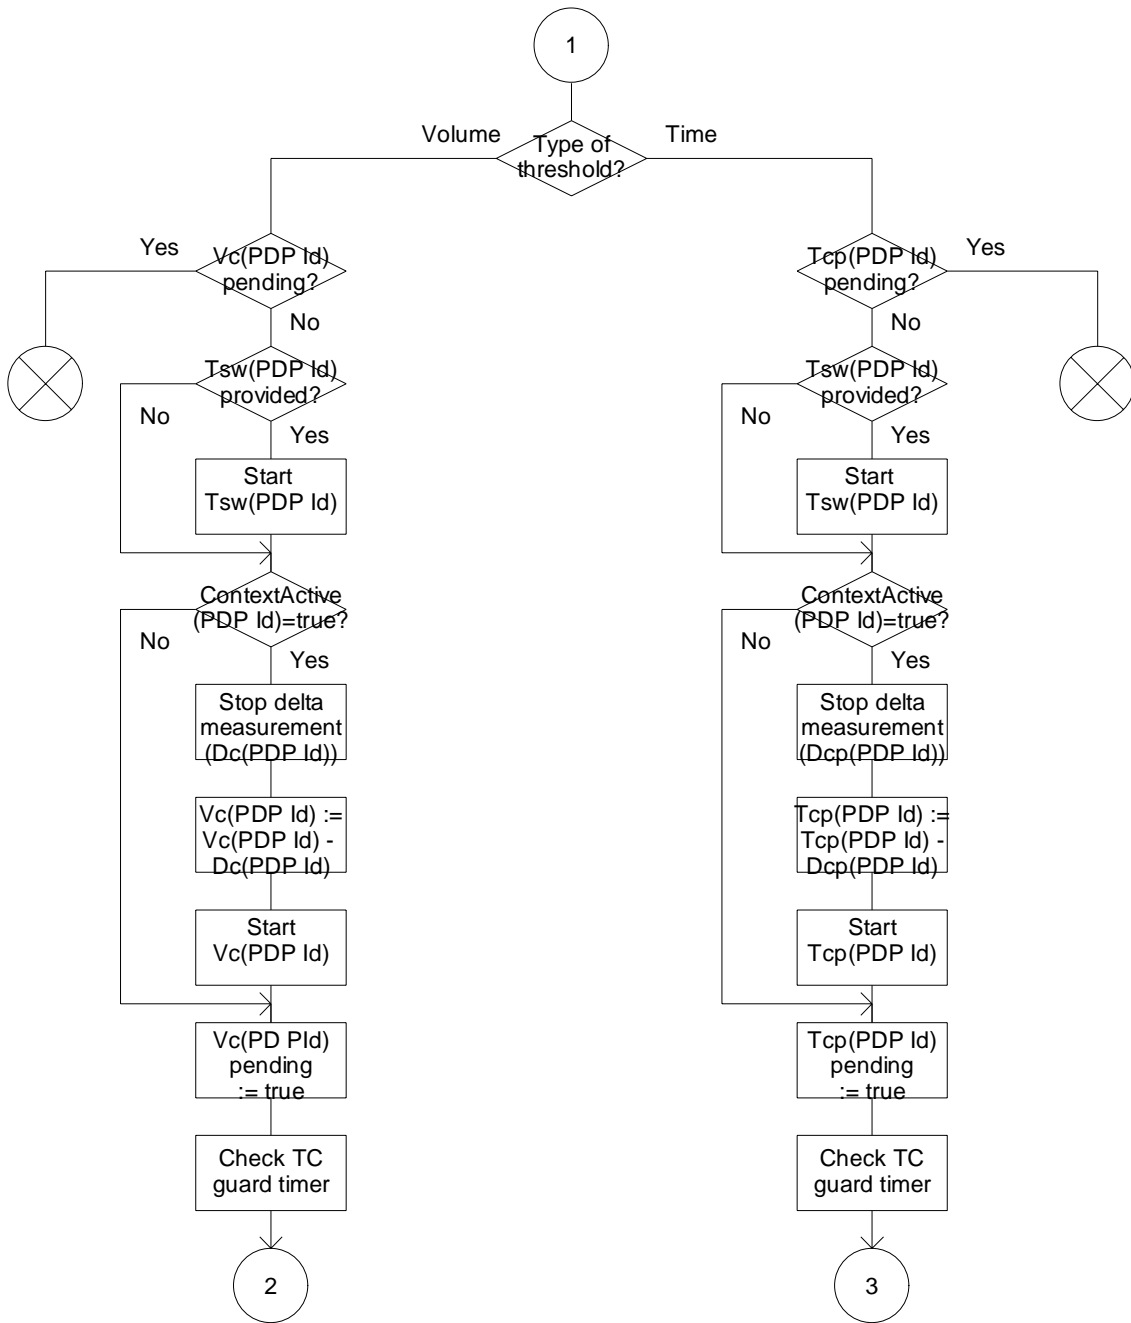 1
Volume
Time
Type of
threshold?
Yes
Vc(PDP Id)
pending?
No
Tsw(PDP Id)
provided?
No
Yes
Start
Tsw(PDP Id)
ContextActive
(PDP Id)=true?
No
Yes
Stop delta
measurement
(Dc(PDP Id))
Vc(PDP Id) :=
Vc(PDP Id) -
Dc(PDP Id)
Start
Vc(PDP Id)
Vc(PD PId)
pending
:= true
Check TC
guard timer
2
Tcp(PDP Id)
pending?
Yes
No
Tsw(PDP Id)
provided?
No
Yes
Start
Tsw(PDP Id)
ContextActive
(PDP Id)=true?
No
Yes
Stop delta
measurement
(Dcp(PDP Id))
Tcp(PDP Id) :=
Tcp(PDP Id) -
Dcp(PDP Id)
Start
Tcp(PDP Id)
Tcp(PDP Id)
pending
:= true
Check TC
guard timer
3